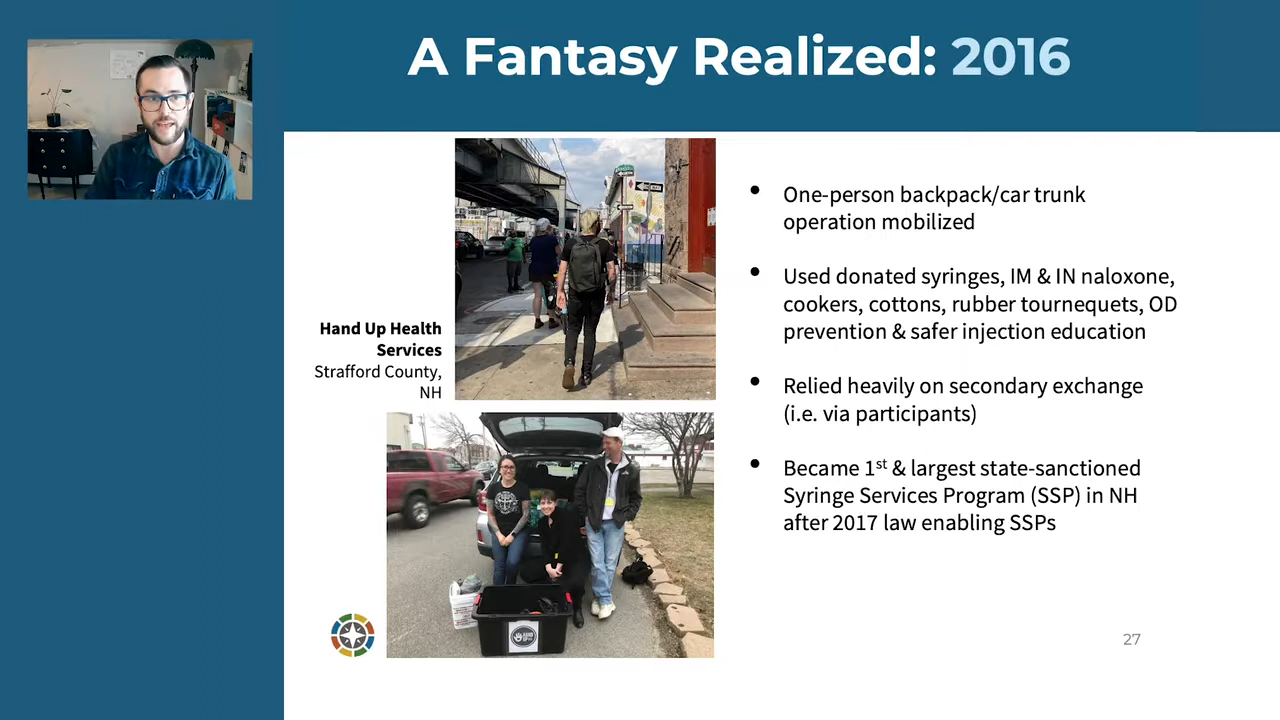 A Fantasy Realized: 2016
Hand Up Health
Services
Strafford County,
NH
One-person backpack/car trunk
operation mobilized
Used donated syringes, IM & IN naloxone,
cookers, cottons, rubber tournequets, OD
prevention & safer injection education
Relied heavily on secondary exchange
(i.e. via participants)
Became 1st & largest state-sanctioned
Syringe Services Program (SSP) in NH
after 2017 law enabling SSPs
27